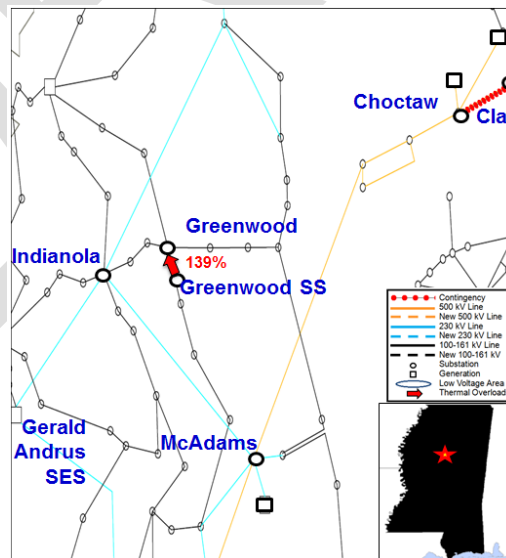 Choctaw
Cla
Greenwood
139%
Indianola
Greenwood SS
Contingency
500 kV Line
New 500 kV Line
230 kV Line
New 230 kV Line
100-161 kV Line
New 100-161 kV
Substation
Generation
Low Voltage Area
Thermal Overload
Gerald
Andrus
SES
McAdams